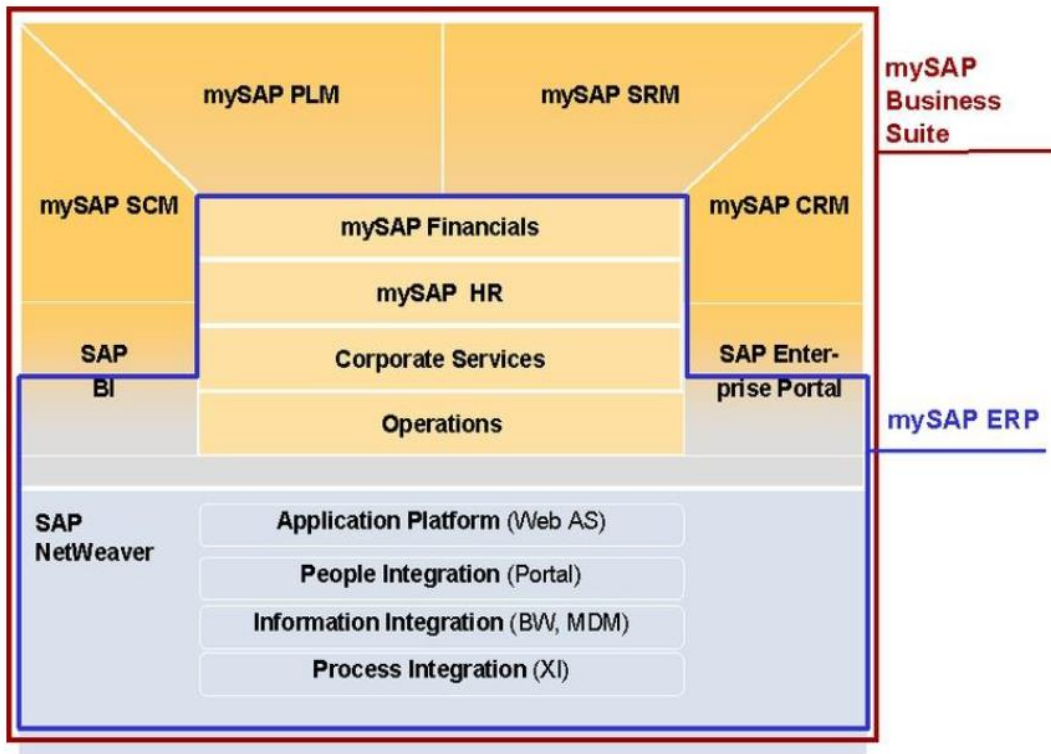 mySAP PLM
mySAP SRM
mySAP
Business
Suite
mySAP SCM
mySAP CRM
mySAP Financials
mySAP HR
Corporate Services
Operations
SAP
BI
SAP Enter-
prise Portal
mySAP ERP
SAP
NetWeaver
Application Platform (Web AS)
People Integration (Portal)
Information Integration (BW, MDM)
Process Integration (XI)